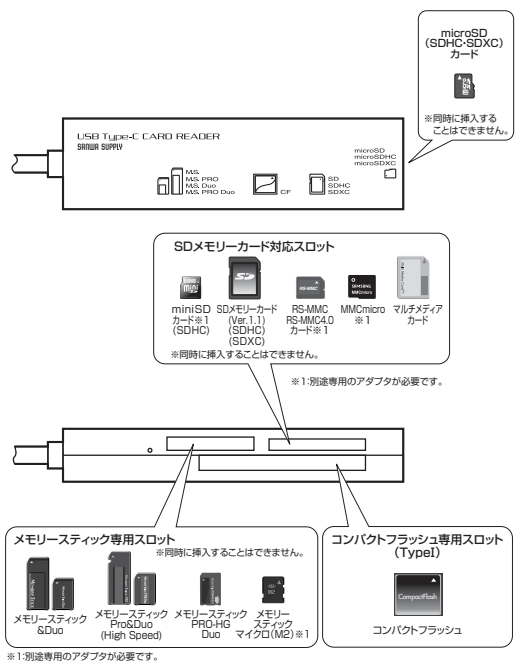 microSD
(SDHC・SDXC)
カード
※同時に挿入する
ことはできません。
USB Type-C CARD READER
SANWA SUPPLY
M.S.
M.S. PRO
M.S. Duo
M.S. PRO Duo
CF
SD
SDHC
SDXC
microSD
microSDHC
microSDXC
SDメモリーカード対応スロット
mini
SD
RS-MMC
SAMSUNG
MMCmicro
miniSD
カード※1
(SDHC)
SDメモリーカード
(Ver.1.1)
(SDHC)
(SDXC)
RS-MMC
RS-MMC4.0
カード※1
MMCmicro
※1
マルチメディア
カード
※同時に挿入することはできません。
※1:別途専用のアダプタが必要です。
メモリースティック専用スロット
※同時に挿入することはできません。
メモリースティック
&Duo
メモリースティック
Pro&Duo
(High Speed)
メモリースティック
PRO-HG
Duo
メモリー
スティック
マイクロ(M2)※1
コンパクトフラッシュ専用スロット
(TypeI)
CompactFlash
コンパクトフラッシュ
※1:別途専用のアダプタが必要です。